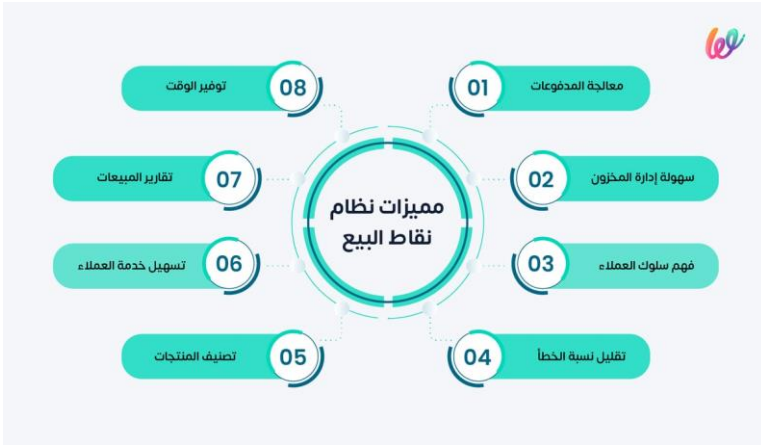 مميزات نظام
نقاط البيع
01
معالجة المدفوعات
02
سهولة إدارة المخزون
03
فهم سلوك العملاء
04
تقليل نسبة الخطأ
05
تصنيف المنتجات
06
تسهيل خدمة العملاء
07
تقارير المبيعات
08
توفير الوقت